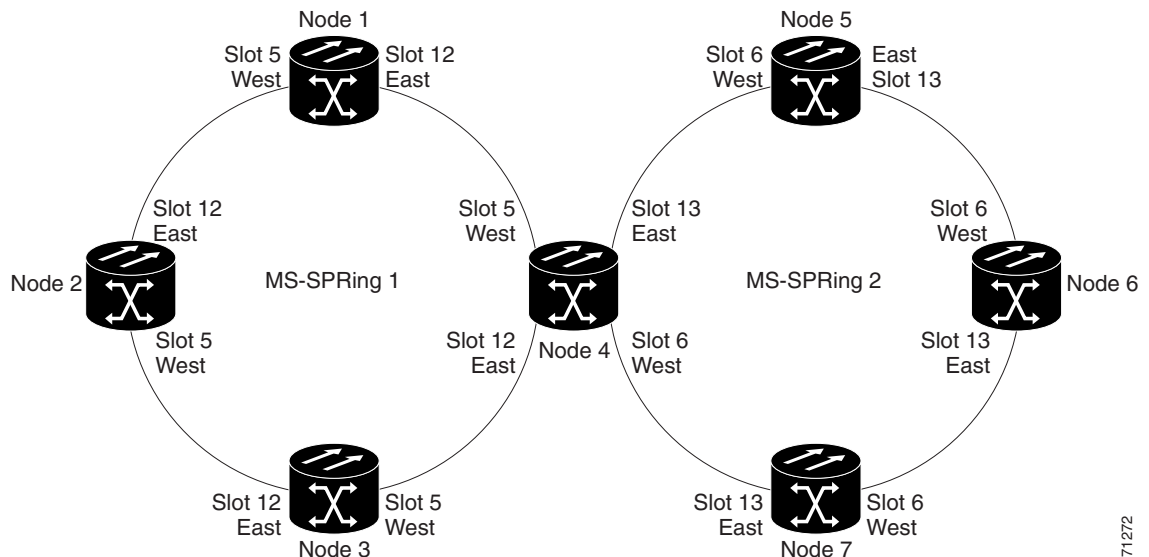 Node 1
Slot 5
West
Slot 12
East
Node 5
Slot 6
West
East
Slot 13
Slot 12
East
Slot 5
West
Slot 13
East
Slot 6
West
Node 2
MS-SPRing 1
MS-SPRing 2
Node 6
Slot 5
West
Slot 12
East
Node 4
Slot 6
West
Slot 13
East
Slot 12
East
Slot 5
West
Node 3
Slot 13
East
Slot 6
West
Node 7
71272